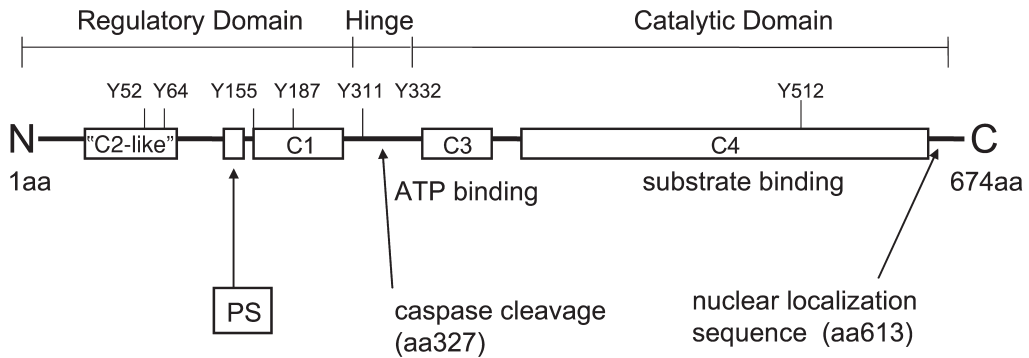 Regulatory Domain Hinge Catalytic Domain
Y52 Y64 Y155 Y187 Y311 Y332 Y512
N "C2-like" C1 C3 C4 C
1aa ATP binding substrate binding 674aa
PS
caspase cleavage
(aa327)
nuclear localization
sequence (aa613)